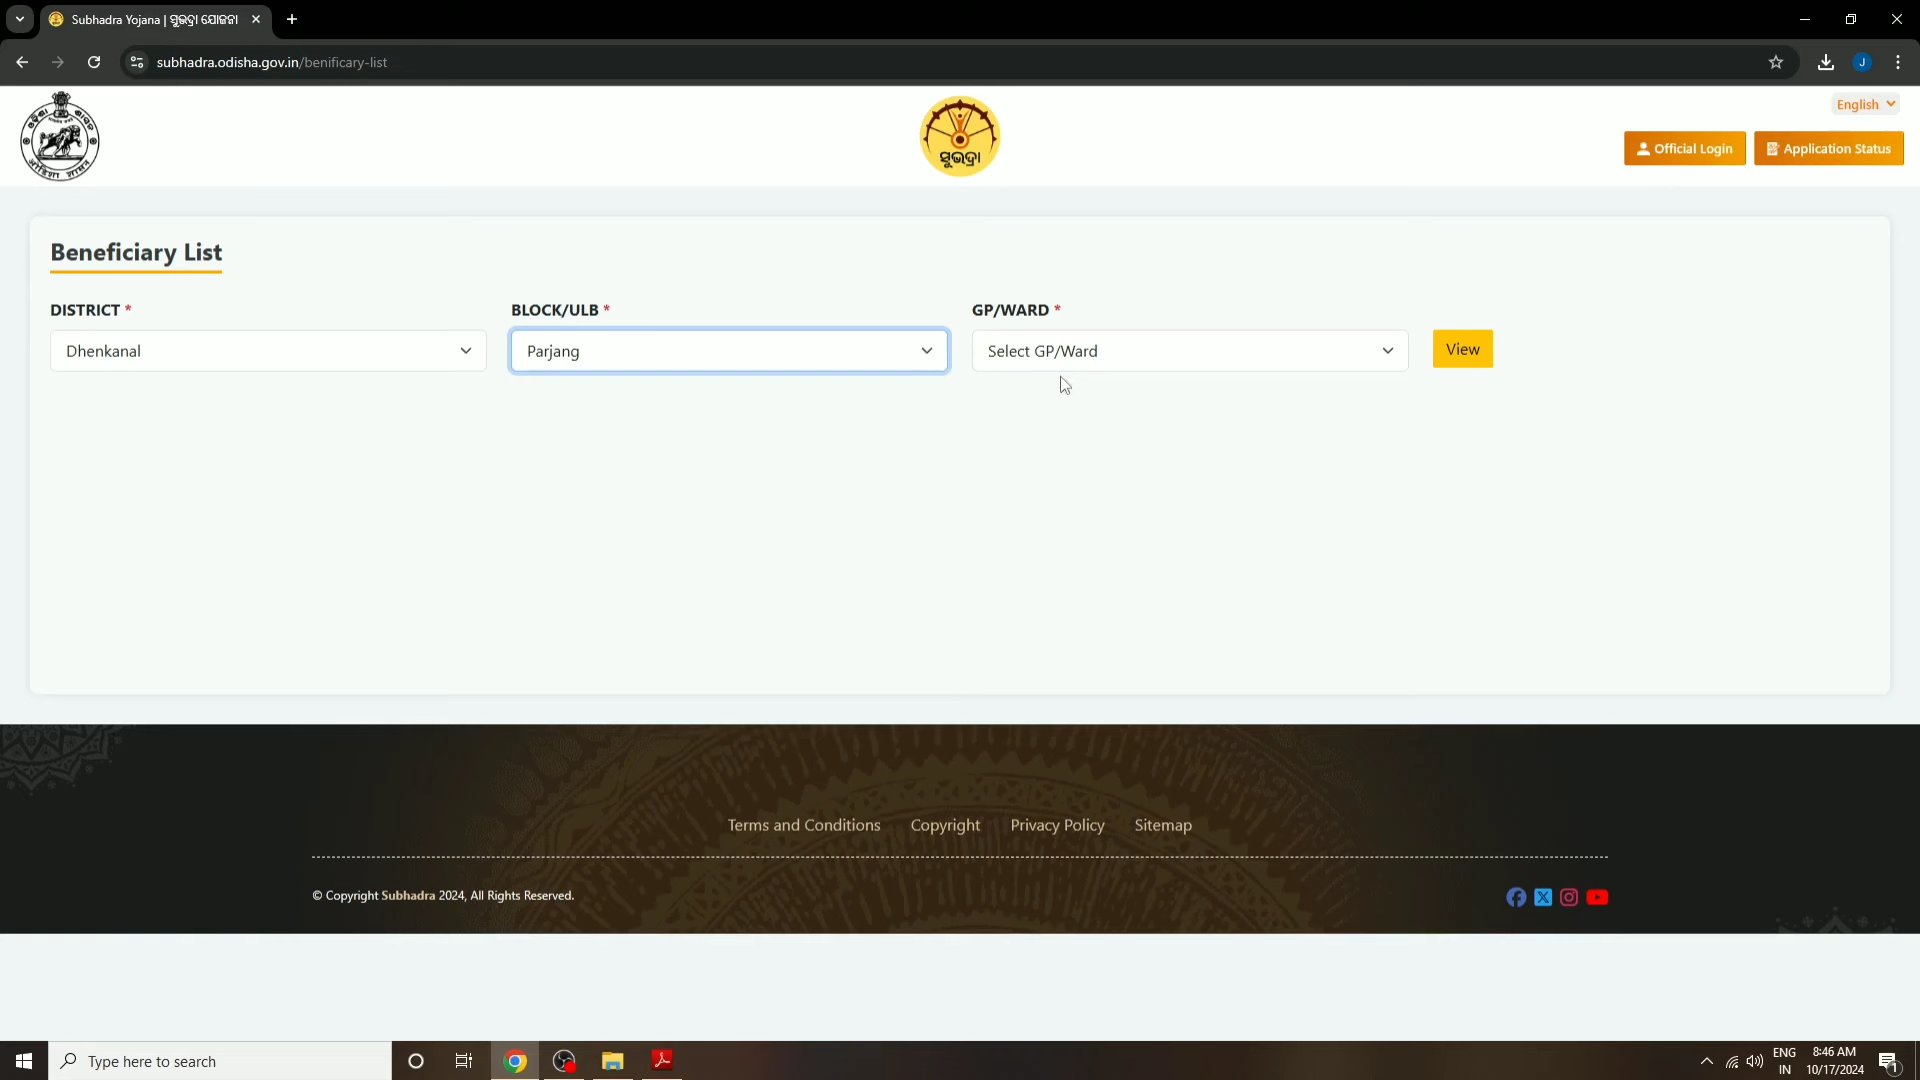 Subhadra Yojana | ସୁଭଦ୍ରା ଯୋଜନା
subhadra.odisha.gov.in/benificary-list
English
ସୁଭଦ୍ରା
Official Login
Application Status
Beneficiary List
DISTRICT *
BLOCK/ULB *
GP/WARD *
Dhenkanal
Parjang
Select GP/Ward
View
Terms and Conditions
Copyright
Privacy Policy
Sitemap
© Copyright Subhadra 2024, All Rights Reserved.
Type here to search
ENG
IN
8:46 AM
10/17/2024
1
J